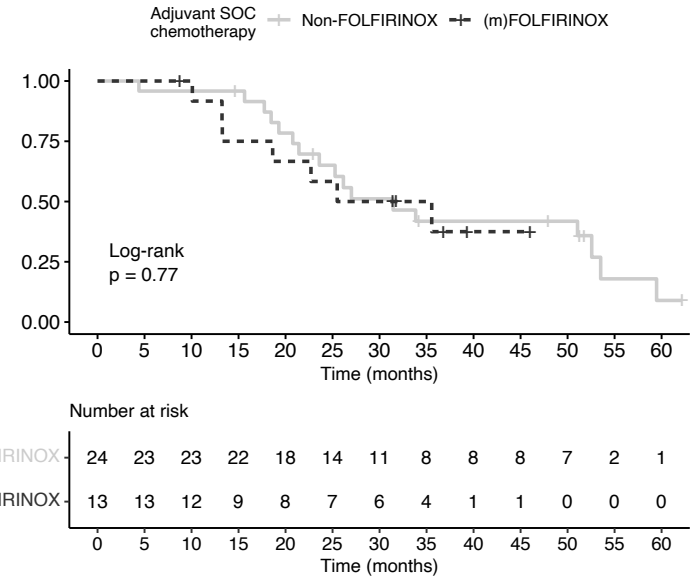 Adjuvant SOC
chemotherapy Non-FOLFIRINOX (m)FOLFIRINOX
1.00
0.75
0.50
0.25
0.00
Log-rank
p = 0.77
0 5 10 15 20 25 30 35 40 45 50 55 60
Time (months)
Number at risk
IRINOX 24 23 23 22 18 14 11 8 8 8 7 2 1
IRINOX 13 13 12 9 8 7 6 4 1 1 0 0 0
0 5 10 15 20 25 30 35 40 45 50 55 60
Time (months)